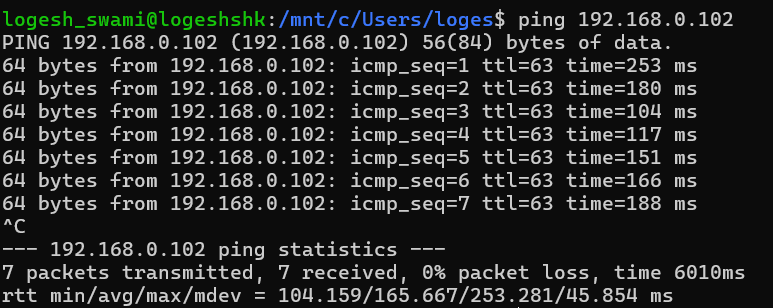 logesh_swami@logeshshk:/mnt/c/Users/loges$ ping 192.168.0.102
PING 192.168.0.102 (192.168.0.102) 56(84) bytes of data.
64 bytes from 192.168.0.102: icmp_seq=1 ttl=63 time=253 ms
64 bytes from 192.168.0.102: icmp_seq=2 ttl=63 time=180 ms
64 bytes from 192.168.0.102: icmp_seq=3 ttl=63 time=104 ms
64 bytes from 192.168.0.102: icmp_seq=4 ttl=63 time=117 ms
64 bytes from 192.168.0.102: icmp_seq=5 ttl=63 time=151 ms
64 bytes from 192.168.0.102: icmp_seq=6 ttl=63 time=166 ms
64 bytes from 192.168.0.102: icmp_seq=7 ttl=63 time=188 ms
^C
--- 192.168.0.102 ping statistics ---
7 packets transmitted, 7 received, 0% packet loss, time 6010ms
rtt min/avg/max/mdev = 104.159/165.667/253.281/45.854 ms